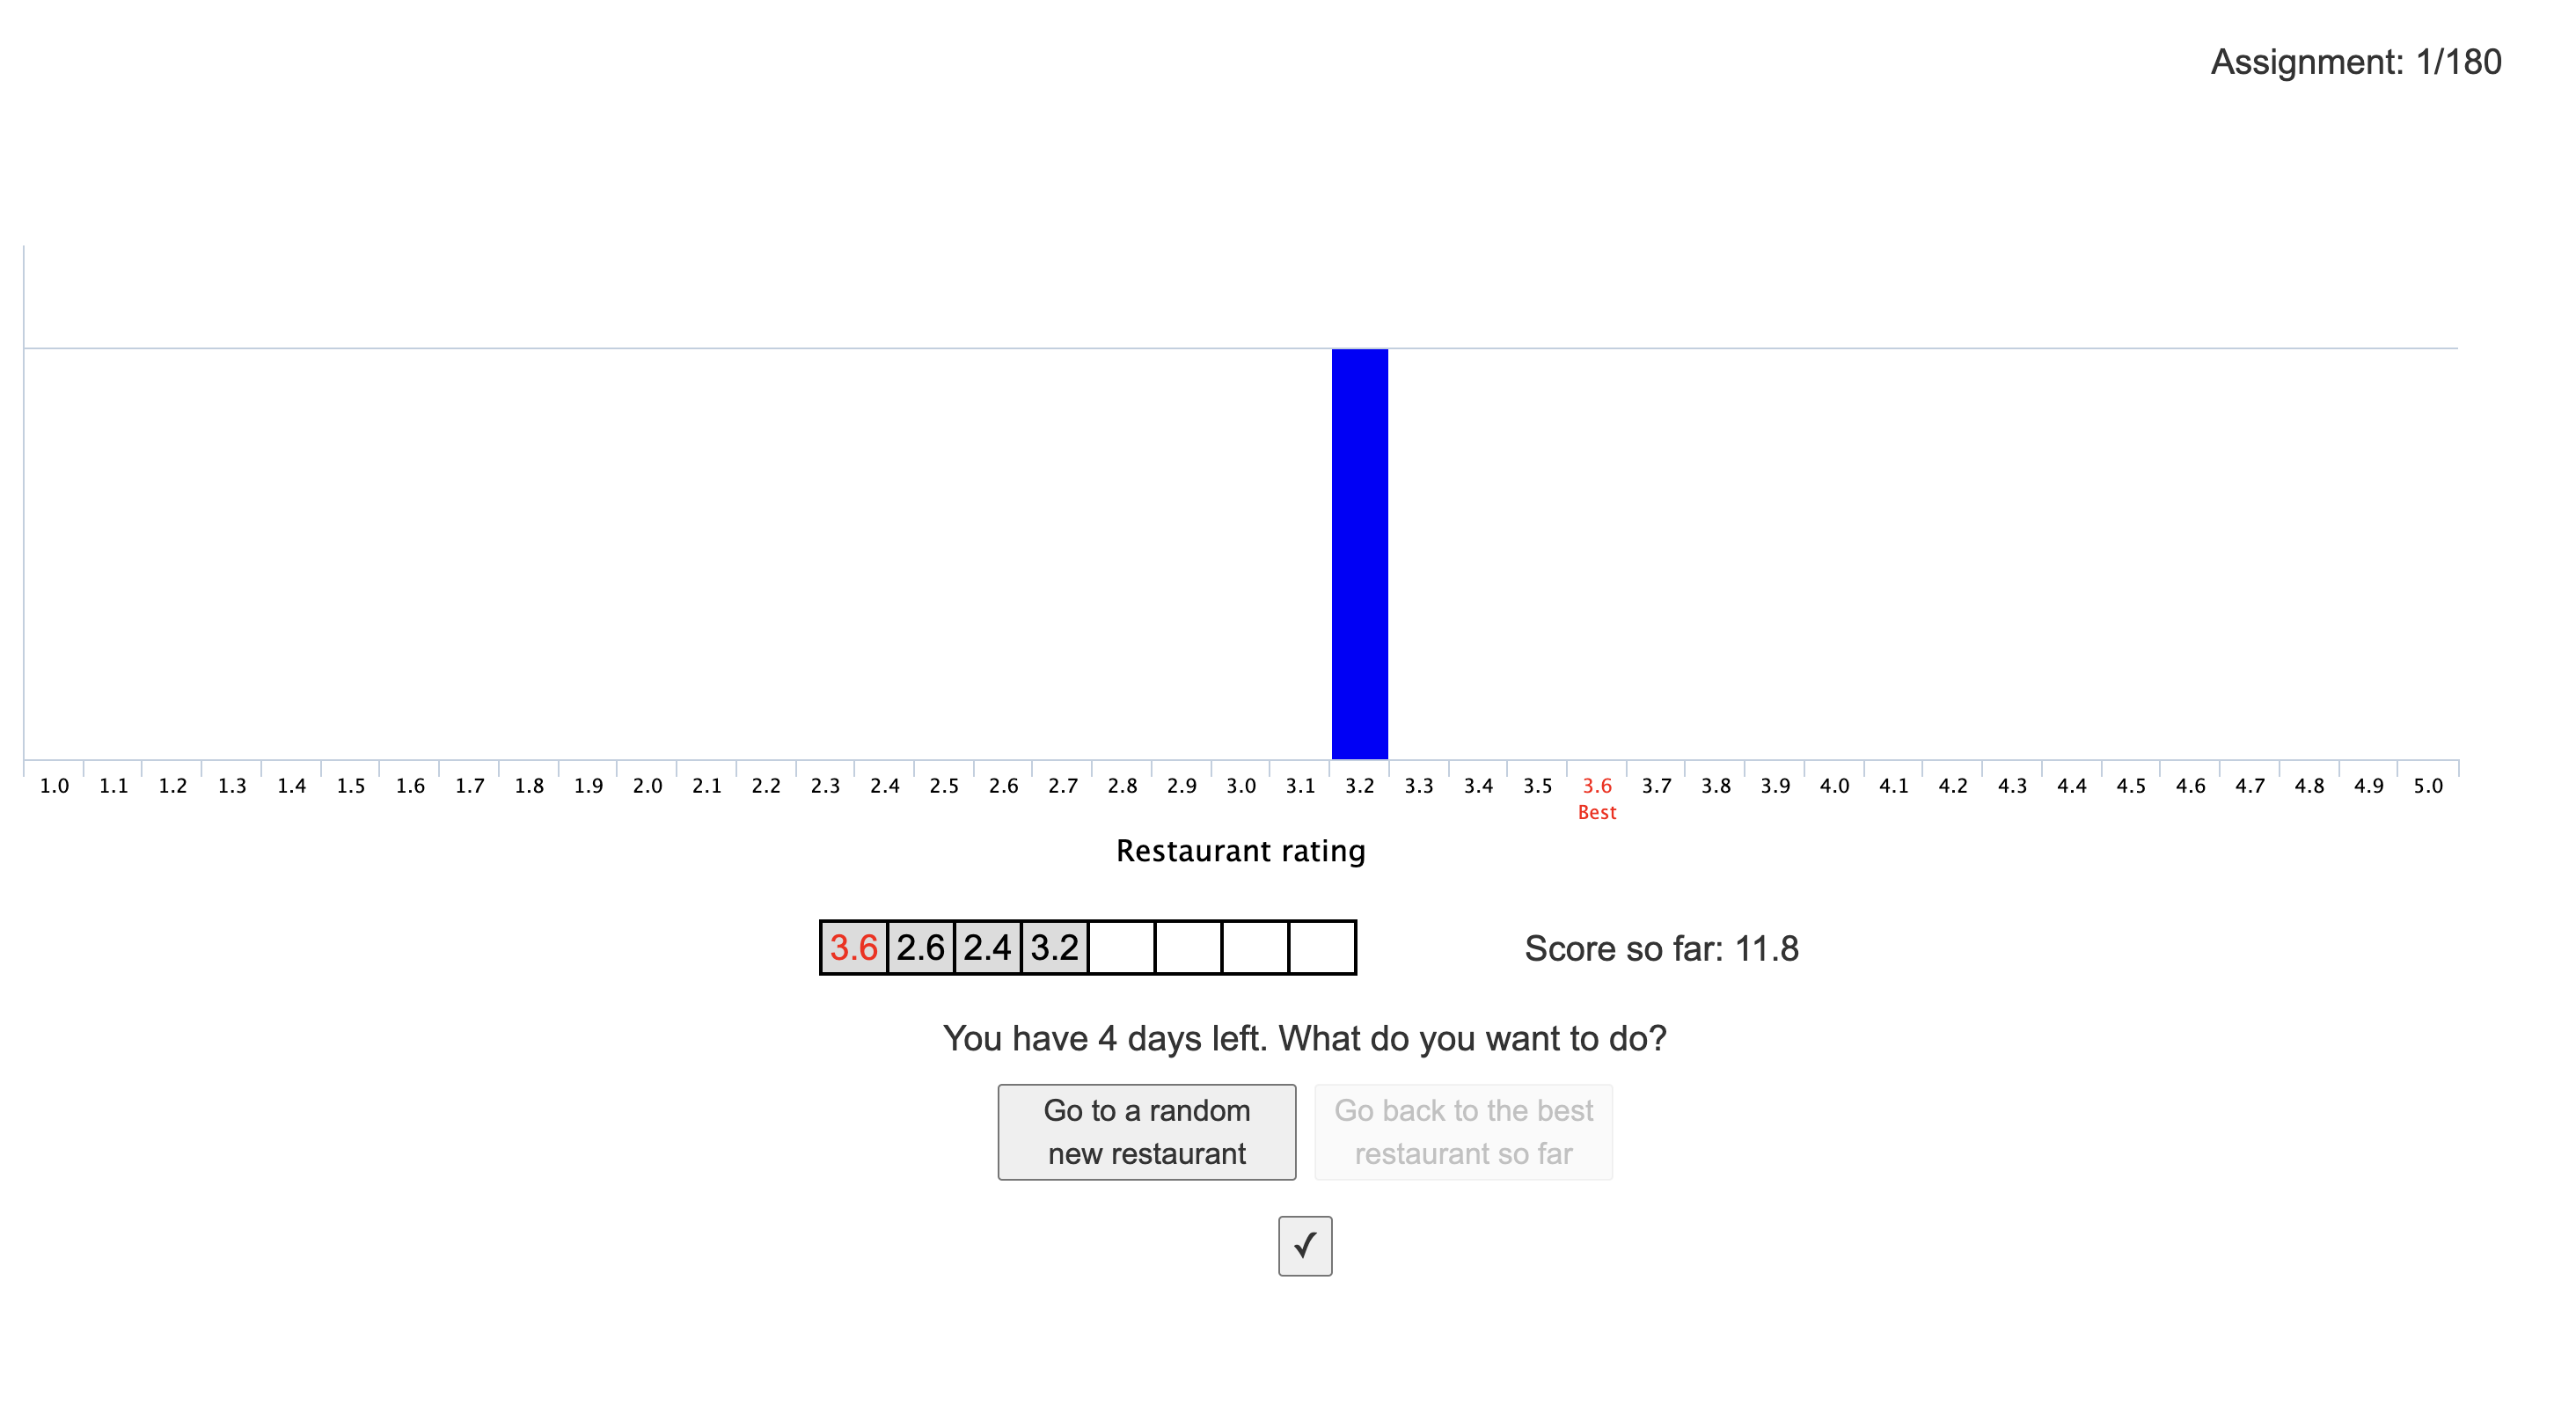 Assignment: 1/180
1.0 1.1 1.2 1.3 1.4 1.5 1.6 1.7 1.8 1.9 2.0 2.1 2.2 2.3 2.4 2.5 2.6 2.7 2.8 2.9 3.0 3.1 3.2 3.3 3.4 3.5 3.6 3.7 3.8 3.9 4.0 4.1 4.2 4.3 4.4 4.5 4.6 4.7 4.8 4.9 5.0
Best
Restaurant rating
3.6 2.6 2.4 3.2 Score so far: 11.8
You have 4 days left. What do you want to do?
Go to a random
new restaurant
Go back to the best
restaurant so far
✓